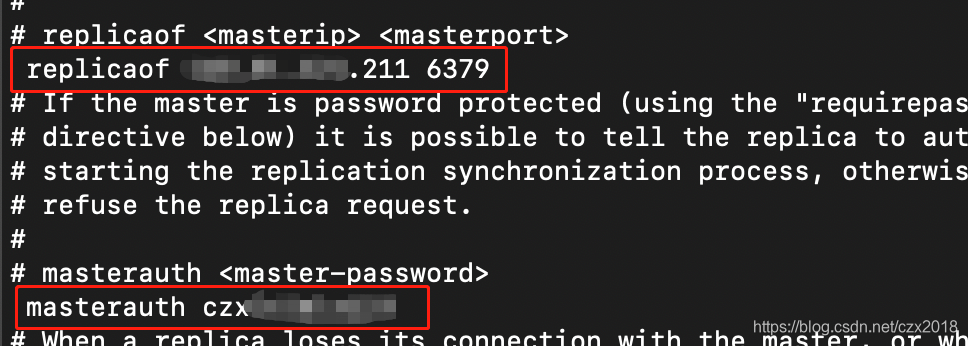 #
# replicaof <masterip> <masterport>
replicaof .211 6379
# If the master is password protected (using the "requirepas
# directive below) it is possible to tell the replica to aut
# starting the replication synchronization process, otherwis
# refuse the replica request.
#
# masterauth <master-password>
masterauth czx
# When a replica loses its connection with the master, or wh
https://blog.csdn.net/czx2018